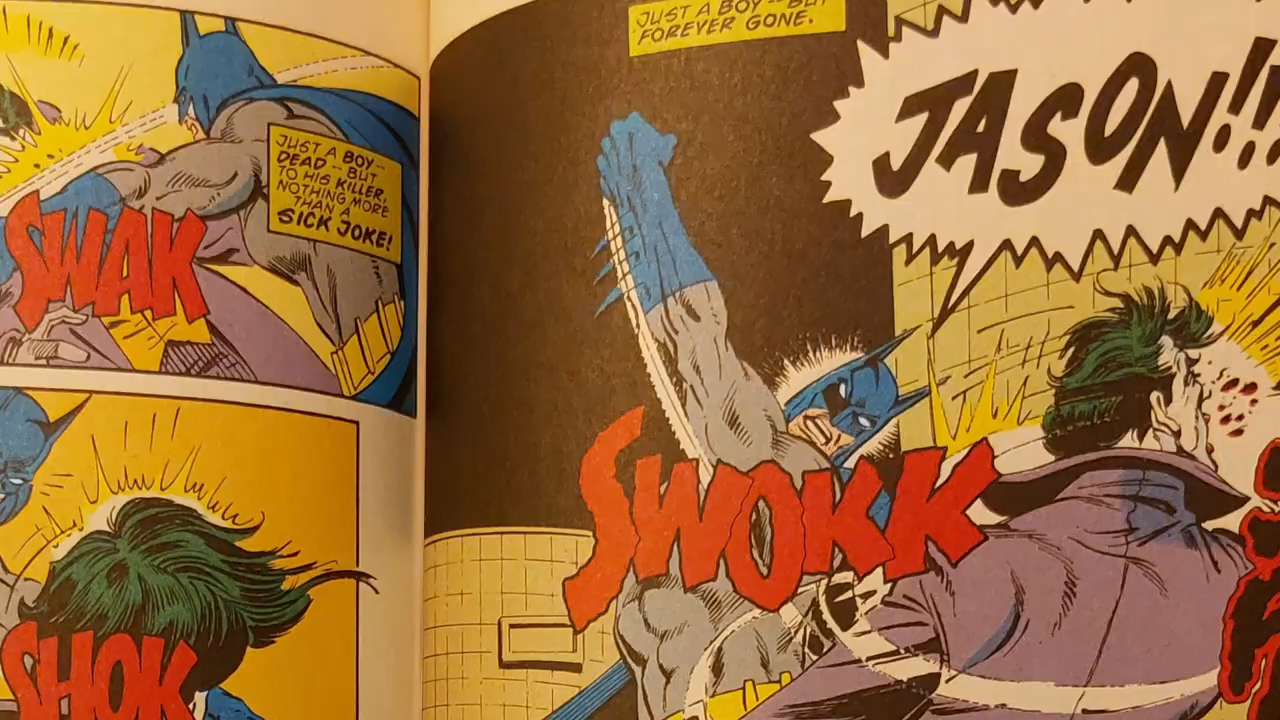 JUST A BOY--
DEAD--BUT
TO HIS KILLER,
NOTHING MORE
THAN A
SICK JOKE!
SWAK
SHOK
JUST A BOY--BUT
FOREVER GONE.
JASON!!
SWOKK